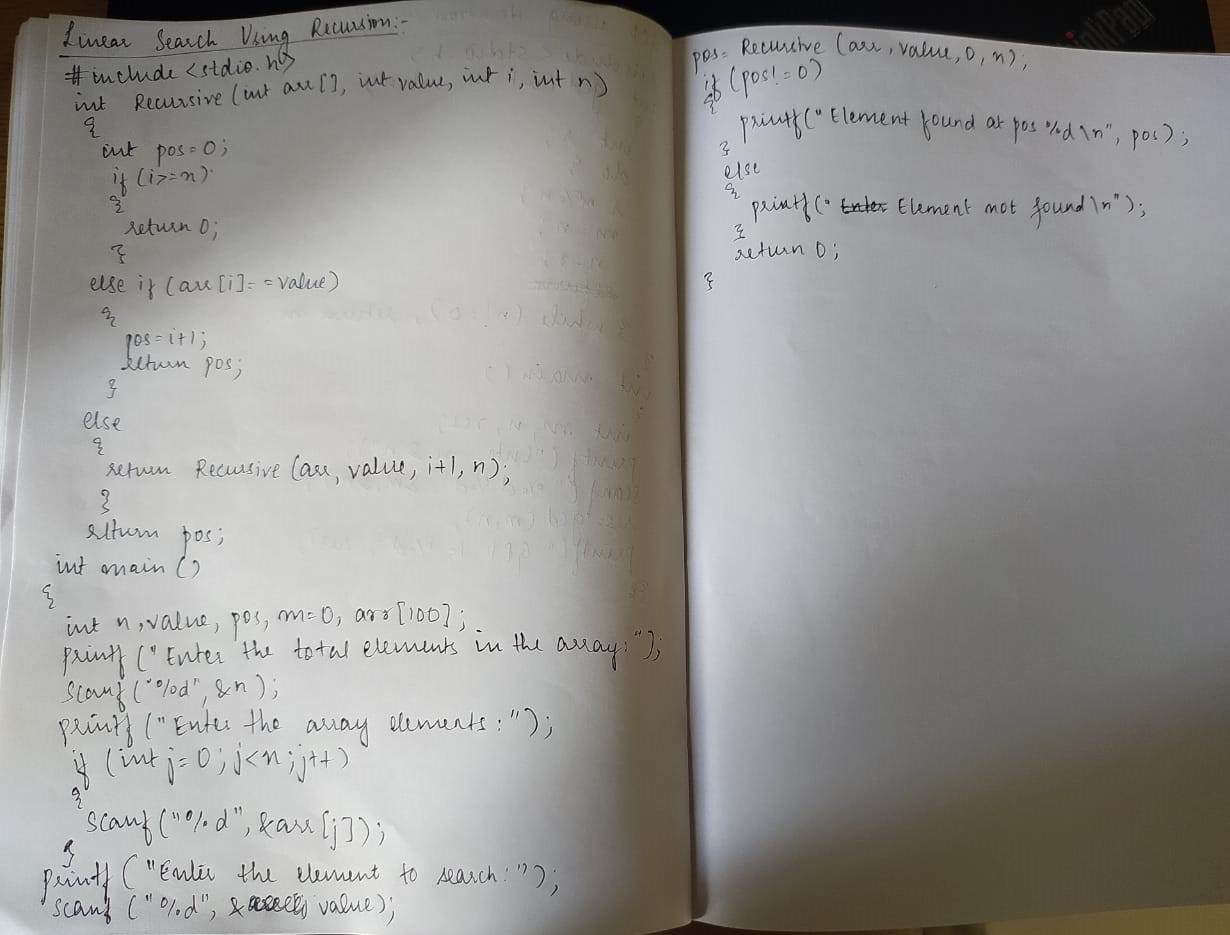 Linear Search Using Recursion:-
#include <stdio.h>
int Recursive (int arr[], int value, int i, int n)
{
int pos=0;
if (i>=n)
{
return 0;
}
else if (arr[i]==value)
{
pos=i+1;
return pos;
}
else
{
return Recursive (arr, value, i+1, n);
}
return pos;
int main ()
{
int n, value, pos, m=0, arr[100];
printf ("Enter the total elements in the array:");
scanf ("%d", &n);
printf ("Enter the array elements:");
if (int j=0; j<n; j++)
{
scanf ("%d", &arr[j]);
}
printf ("Enter the element to search:");
scanf ("%d", & value);
pos= Recursive (arr, value, 0, n);
if (pos!=0)
{
printf("Element found at pos %d\n", pos);
}
else
{
printf(" Enter Element not found\n");
}
return 0;
}